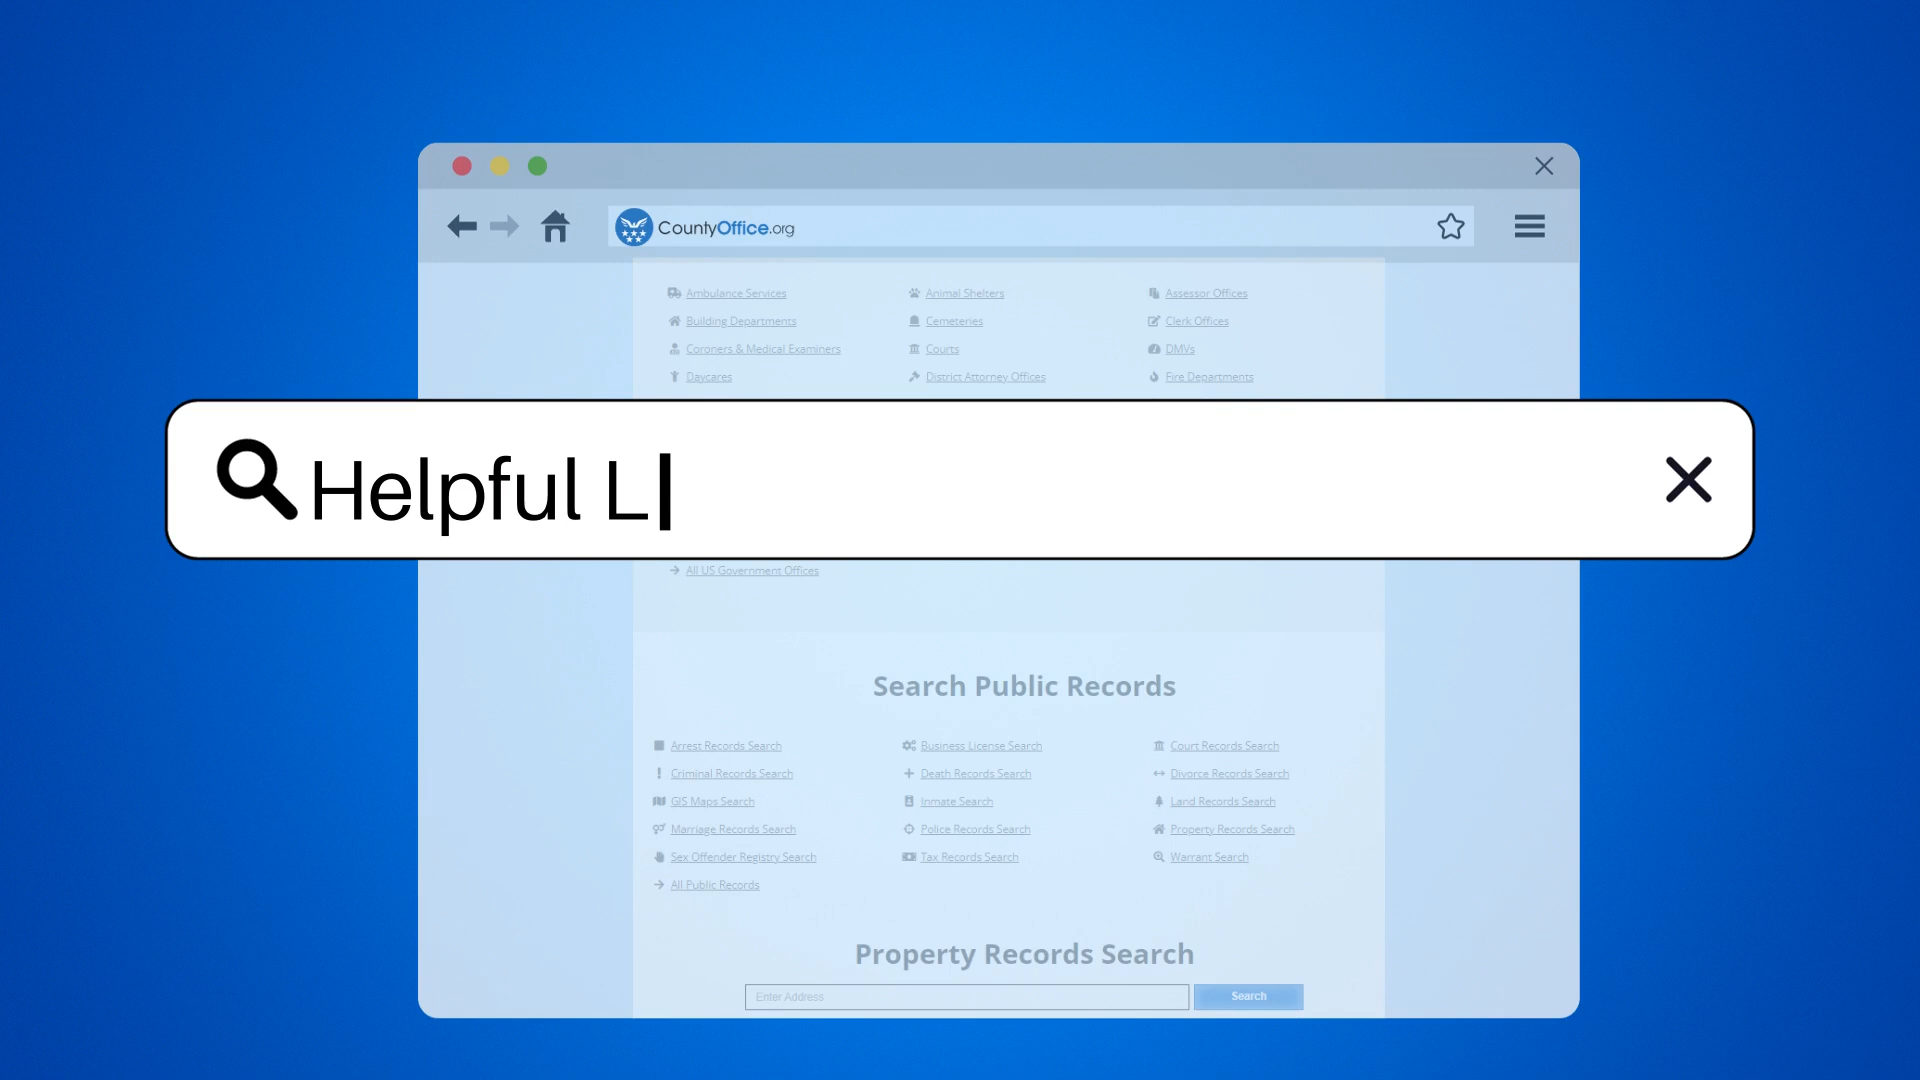 CountyOffice.org
Ambulance Services Animal Shelters Assessor Offices
Building Departments Cemeteries Clerk Offices
Coroners & Medical Examiners Courts DMVs
Daycares District Attorney Offices Fire Departments
Helpful L
All US Government Offices
Search Public Records
Arrest Records Search Business License Search Court Records Search
Criminal Records Search Death Records Search Divorce Records Search
GIS Maps Search Inmate Search Land Records Search
Marriage Records Search Police Records Search Property Records Search
Sex Offender Registry Search Tax Records Search Warrant Search
All Public Records
Property Records Search
Enter Address Search